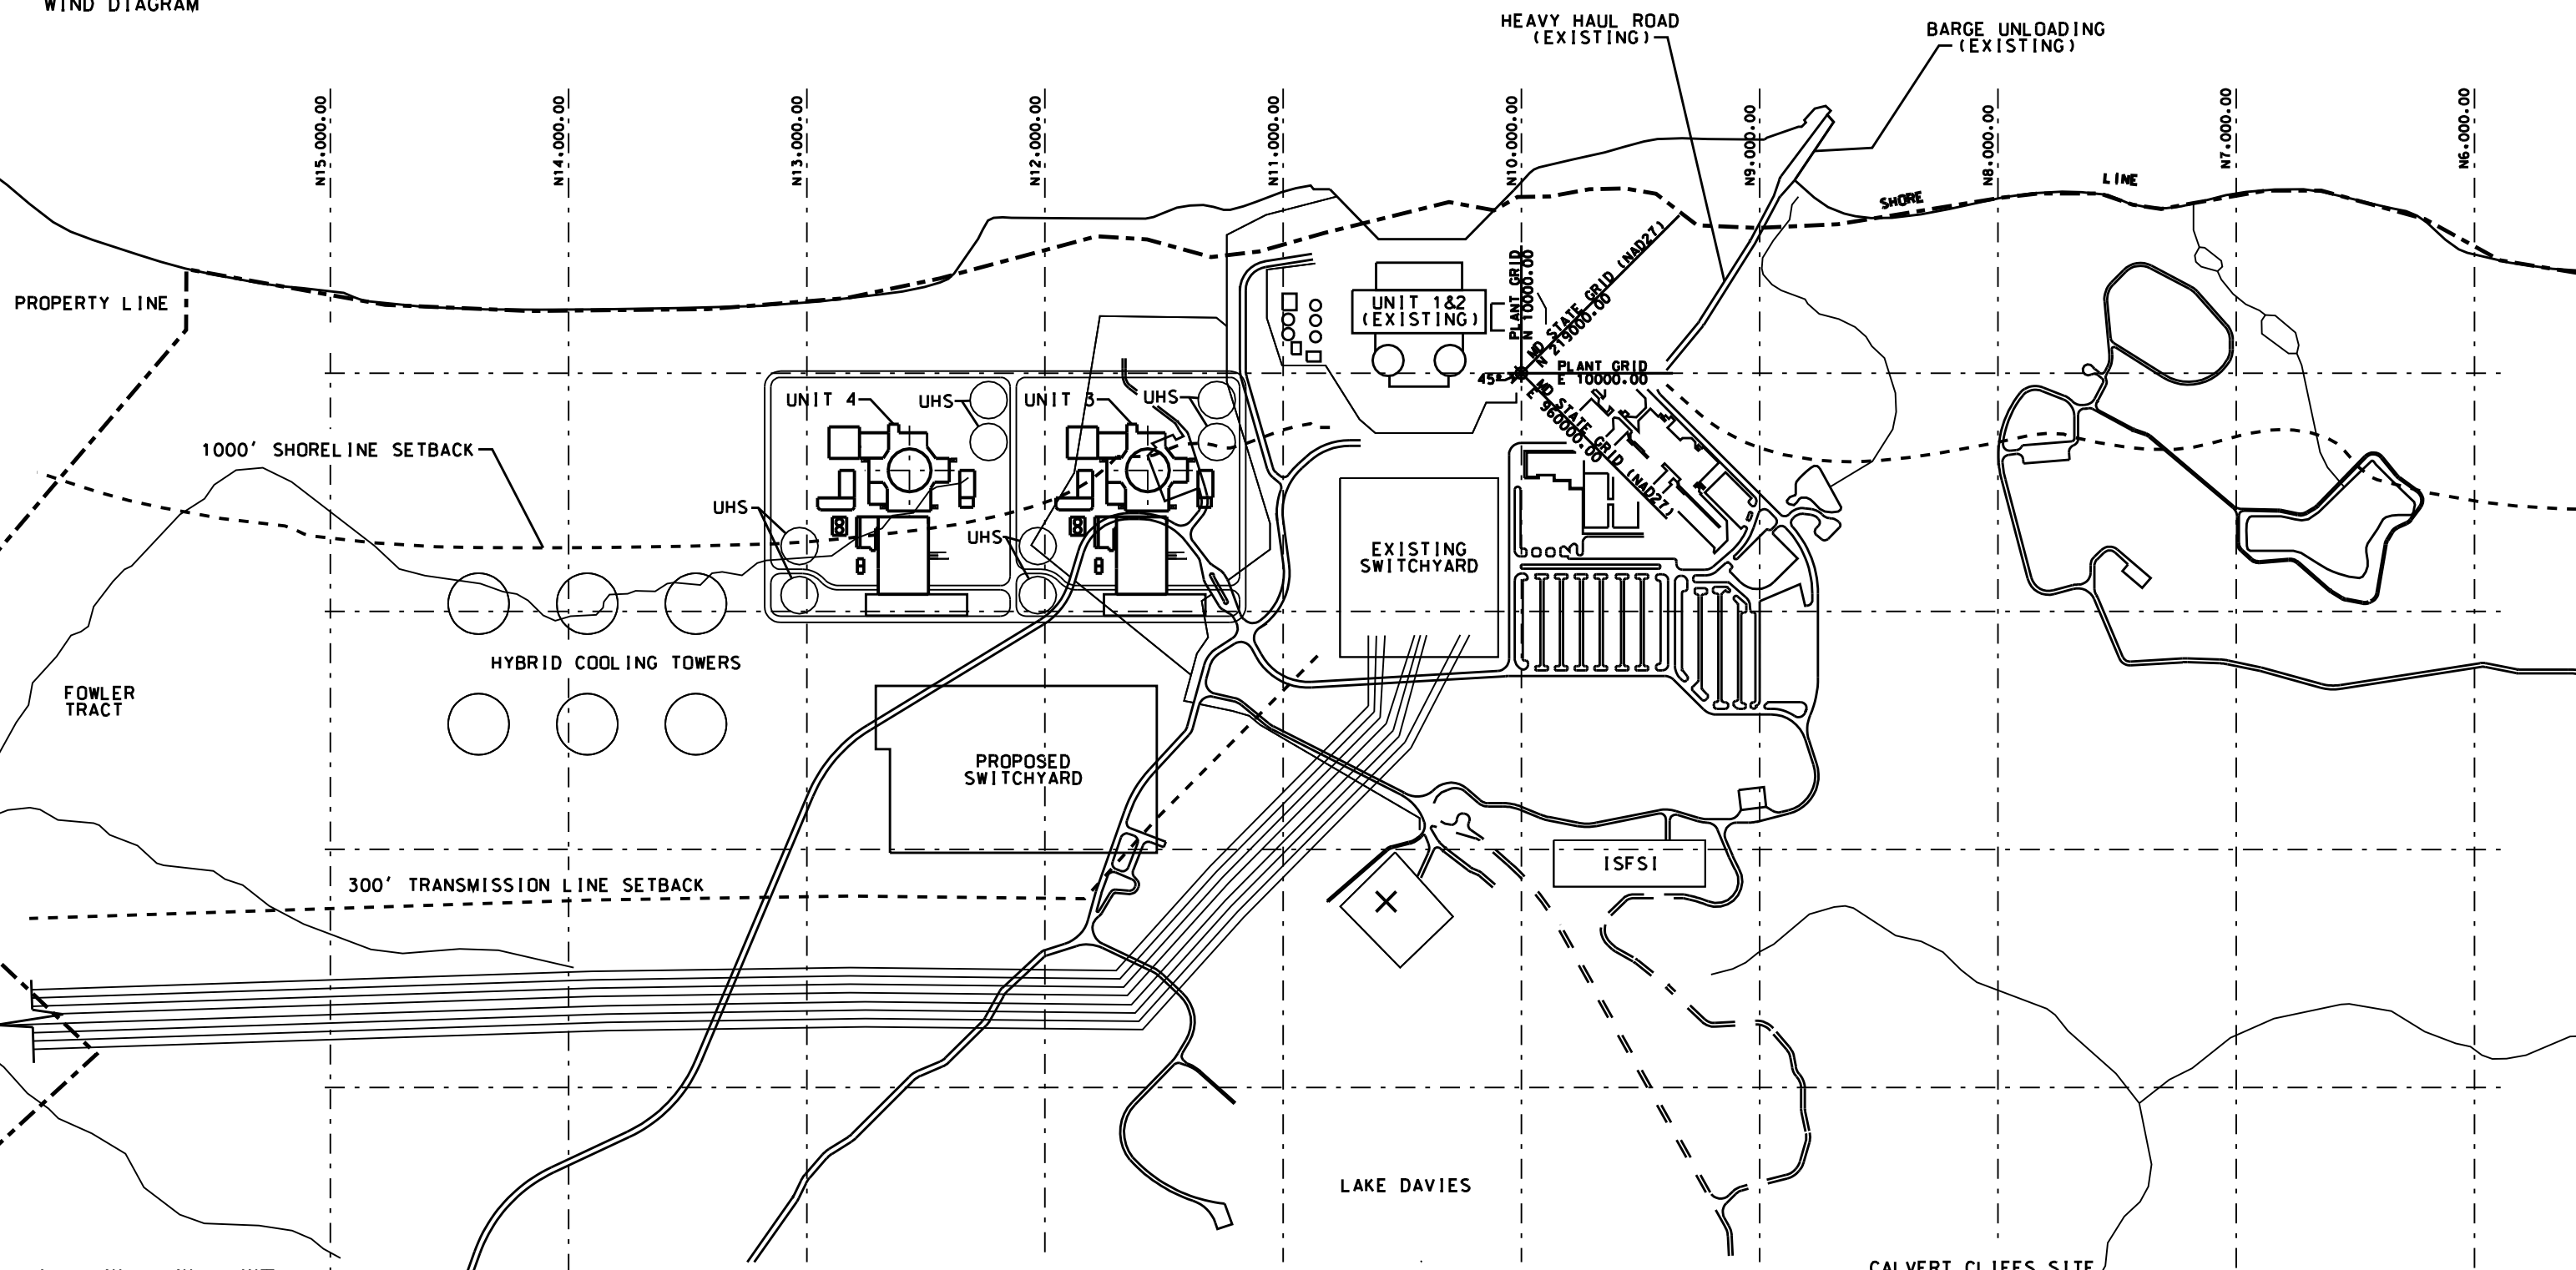 WIND DIAGRAM
HEAVY HAUL ROAD
(EXISTING)
BARGE UNLOADING
(EXISTING)
N15.000.00
N14.000.00
N13.000.00
N12.000.00
N11.000.00
N10.000.00
N9.000.00
N8.000.00
N7.000.00
N6.000.00
SHORE LINE
PROPERTY LINE
UNIT 1&2
(EXISTING)
PLANT GRID
N 10000.00
MD STATE GRID (NAD27)
N 219000.00
PLANT GRID
E 10000.00
45°
MD STATE GRID (NAD27)
E 960000.00
UNIT 4
UHS
UNIT 3
UHS
1000' SHORELINE SETBACK
UHS
UHS
8
8
8
8
EXISTING
SWITCHYARD
HYBRID COOLING TOWERS
FOWLER
TRACT
PROPOSED
SWITCHYARD
ISFSI
300' TRANSMISSION LINE SETBACK
LAKE DAVIES
CALVERT CLIFFS SITE